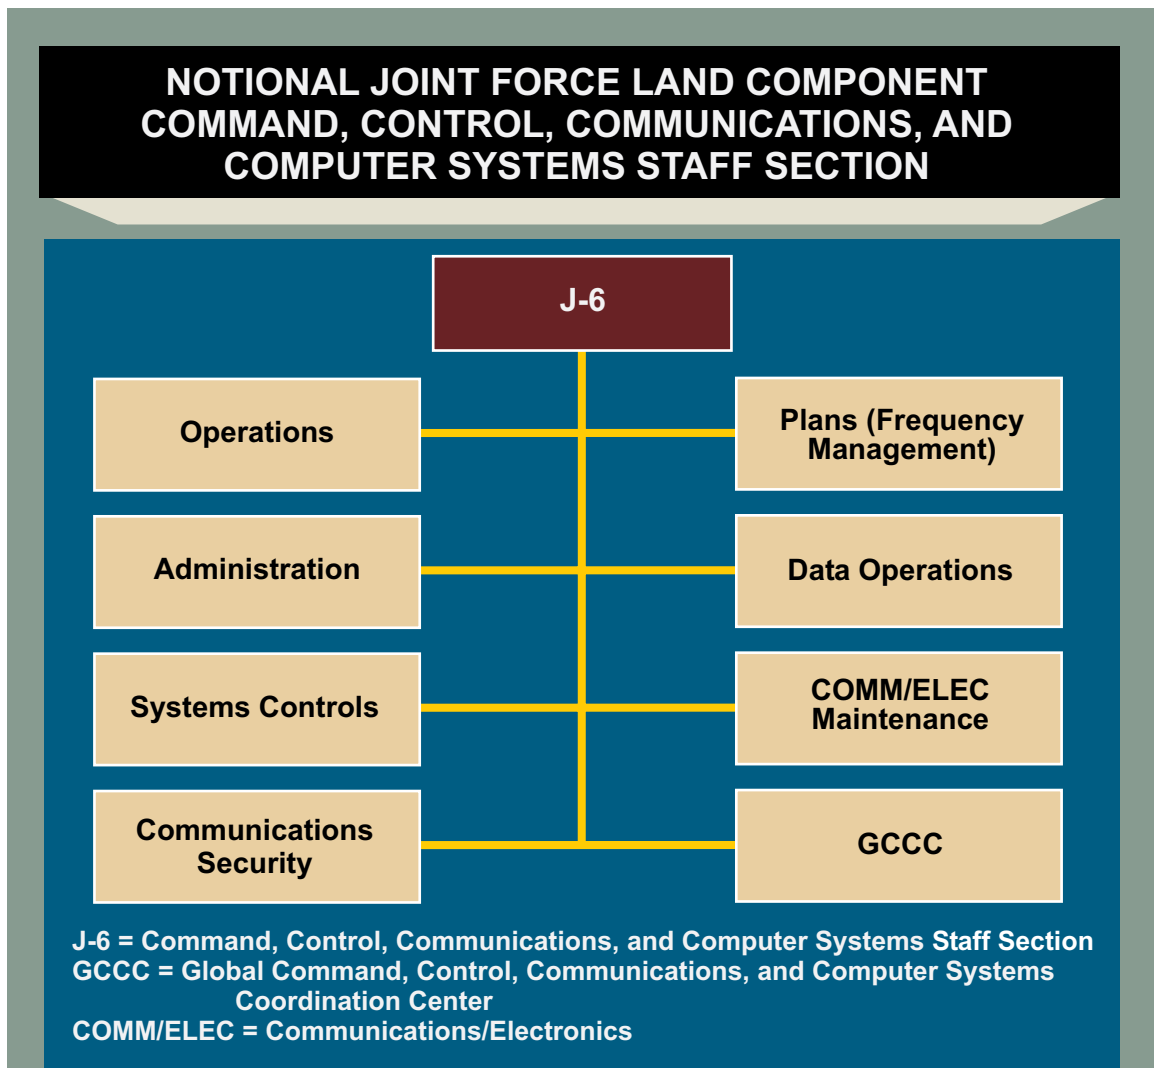 NOTIONAL JOINT FORCE LAND COMPONENT
COMMAND, CONTROL, COMMUNICATIONS, AND
COMPUTER SYSTEMS STAFF SECTION
J-6
Operations
Plans (Frequency
Management)
Administration
Data Operations
Systems Controls
COMM/ELEC
Maintenance
Communications
Security
GCCC
J-6 = Command, Control, Communications, and Computer Systems Staff Section
GCCC = Global Command, Control, Communications, and Computer Systems
Coordination Center
COMM/ELEC = Communications/Electronics